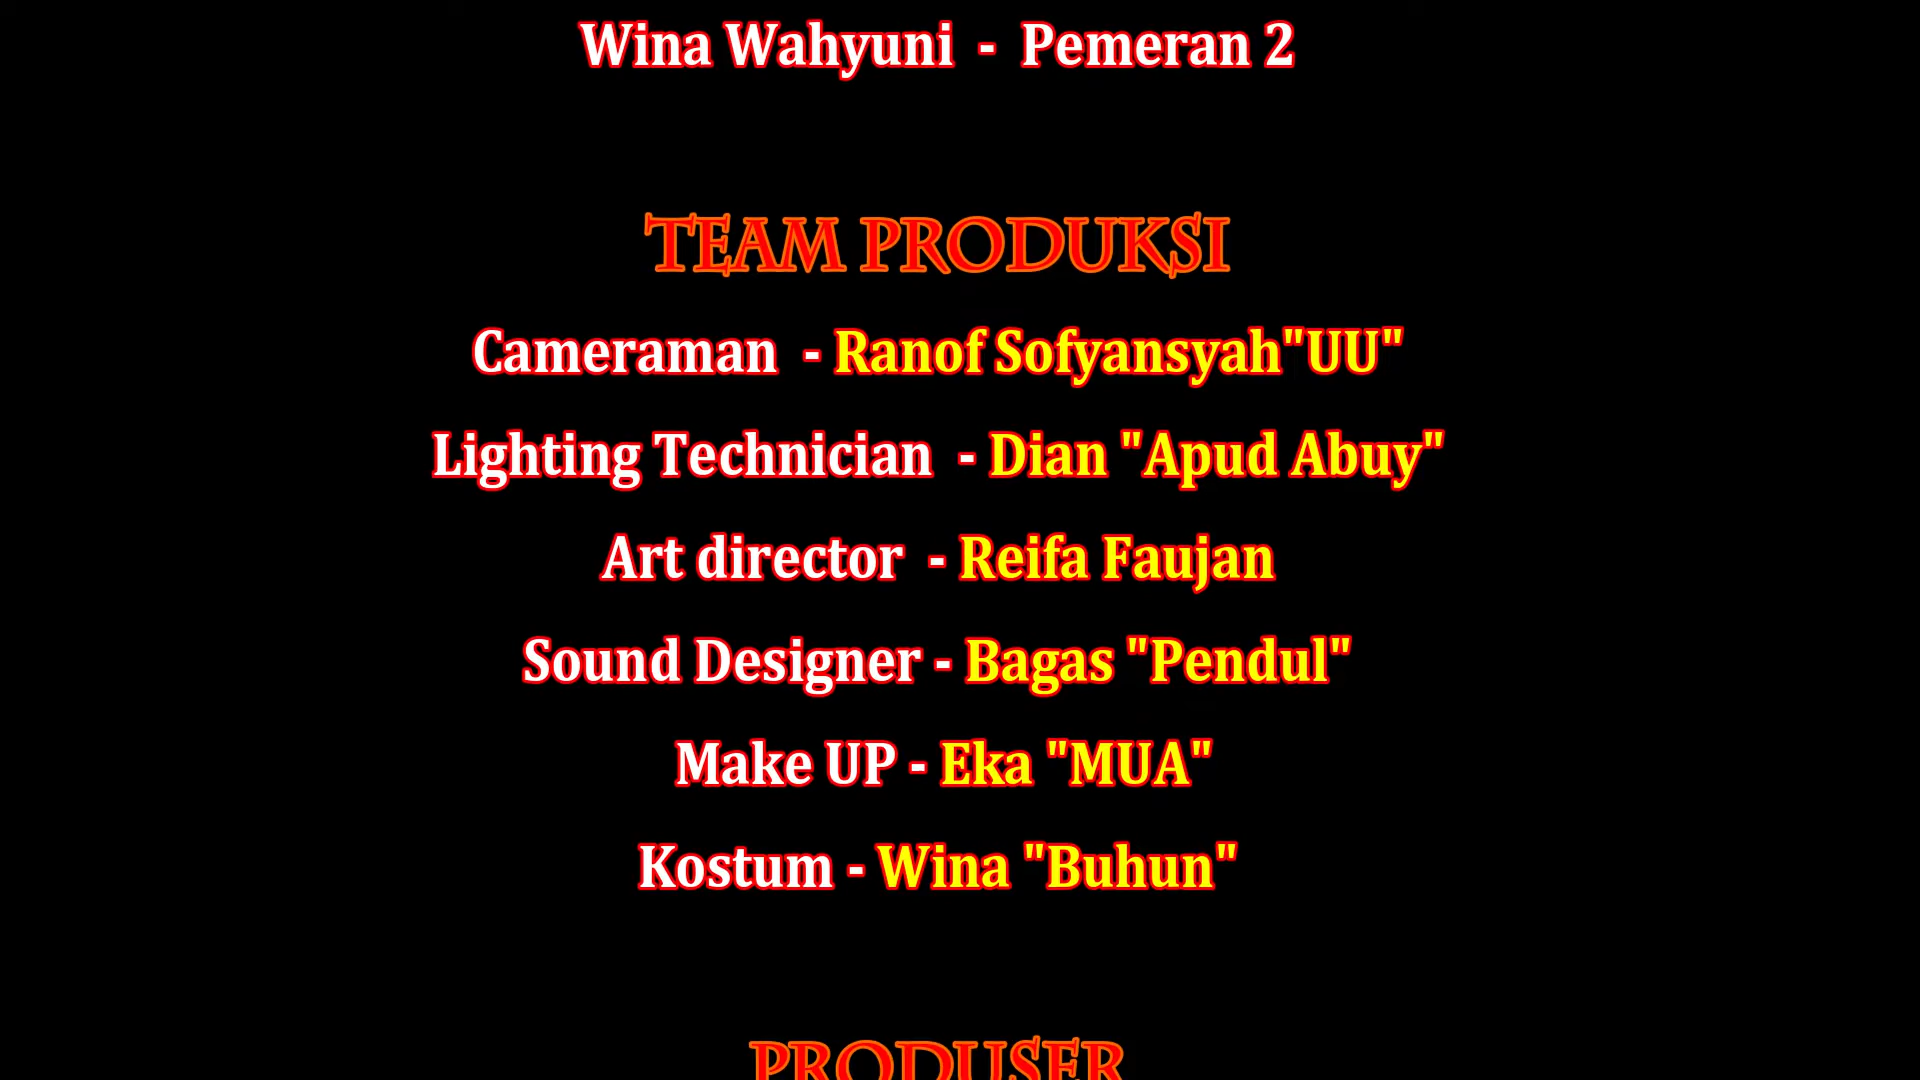 Wina Wahyuni - Pemeran 2
TEAM PRODUKSI
Cameraman - Ranof Sofyansyah"UU"
Lighting Technician - Dian "Apud Abuy"
Art director - Reifa Faujan
Sound Designer - Bagas "Pendul"
Make UP - Eka "MUA"
Kostum - Wina "Buhun"
PRODUSER